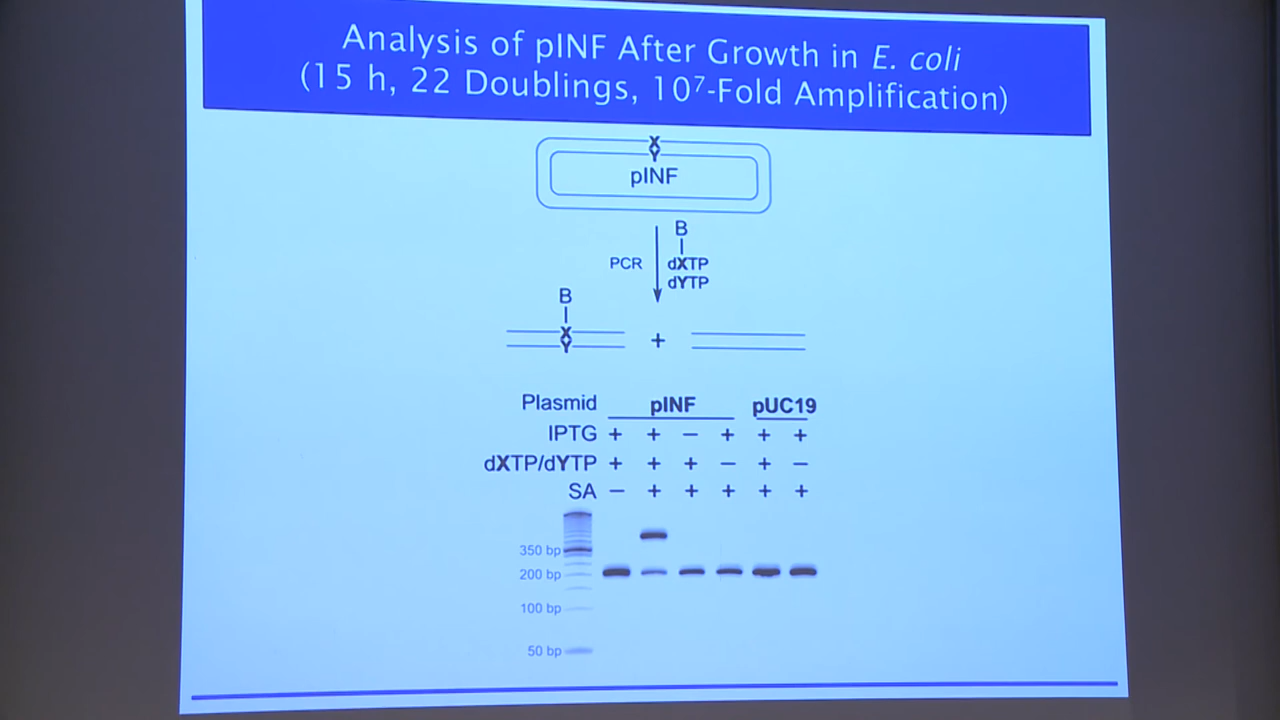 Analysis of pINF After Growth in E. coli
(15 h, 22 Doublings, 10⁷-Fold Amplification)
X
Y
pINF
B
PCR
dXTP
dYTP
B
X
Y
+
Plasmid pINF pUC19
IPTG + + – + + +
dXTP/dYTP + + + – + –
SA – + + + + +
350 bp
200 bp
100 bp
50 bp